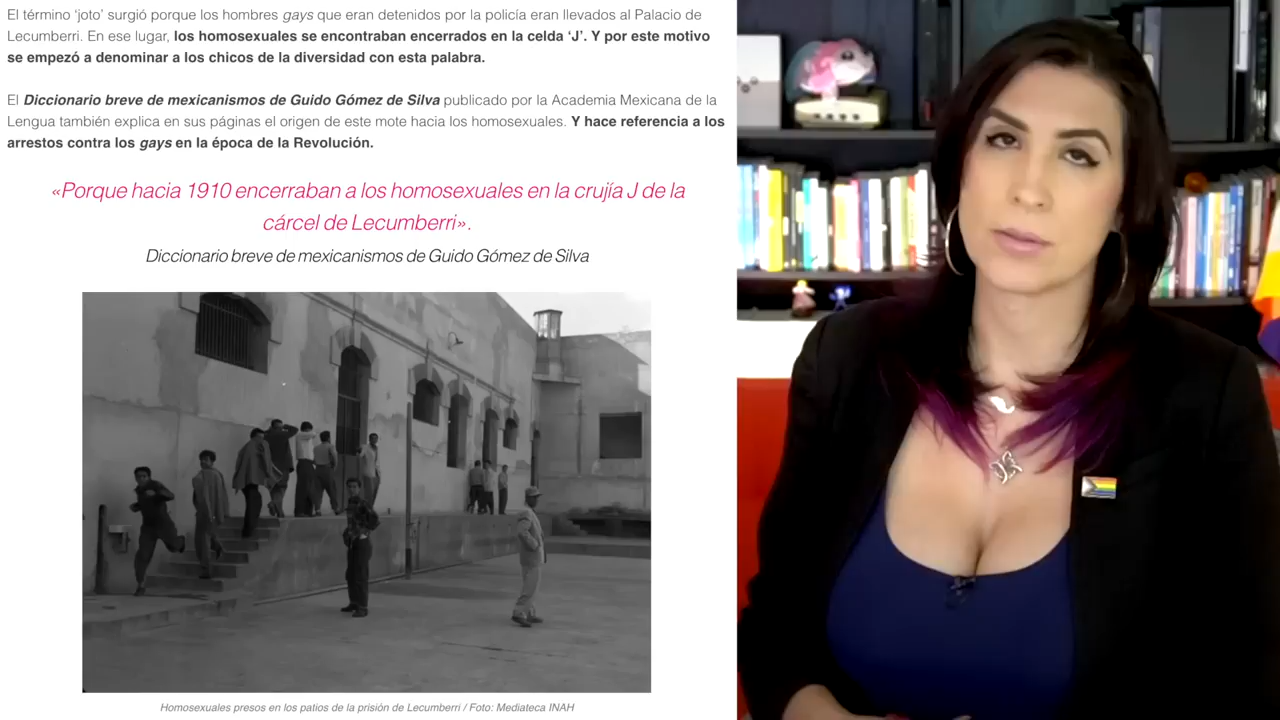 El término ‘joto’ surgió porque los hombres gays que eran detenidos por la policía eran llevados al Palacio de
Lecumberri. En ese lugar, los homosexuales se encontraban encerrados en la celda ‘J’. Y por este motivo
se empezó a denominar a los chicos de la diversidad con esta palabra.
El Diccionario breve de mexicanismos de Guido Gómez de Silva publicado por la Academia Mexicana de la
Lengua también explica en sus páginas el origen de este mote hacia los homosexuales. Y hace referencia a los
arrestos contra los gays en la época de la Revolución.
«Porque hacia 1910 encerraban a los homosexuales en la crujía J de la
cárcel de Lecumberri».
Diccionario breve de mexicanismos de Guido Gómez de Silva
Homosexuales presos en los patios de la prisión de Lecumberri / Foto: Mediateca INAH